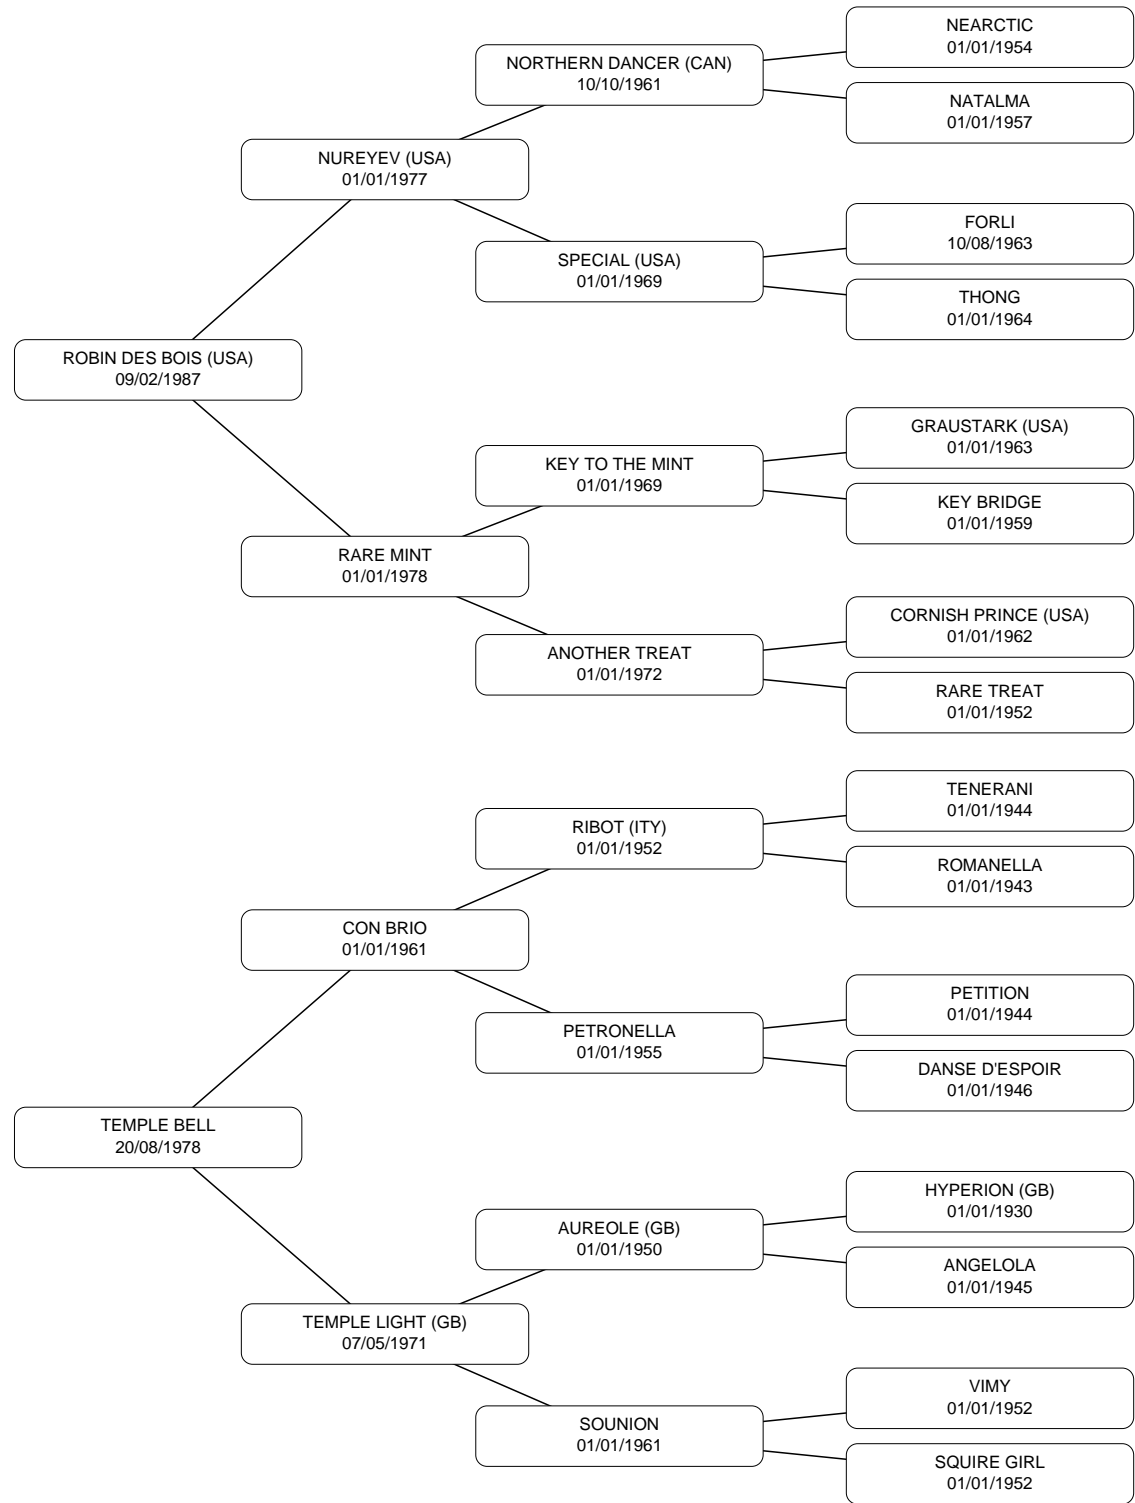 NEARCTIC
01/01/1954
NORTHERN DANCER (CAN)
10/10/1961
NATALMA
01/01/1957
NUREYEV (USA)
01/01/1977
FORLI
10/08/1963
SPECIAL (USA)
01/01/1969
THONG
01/01/1964
ROBIN DES BOIS (USA)
09/02/1987
GRAUSTARK (USA)
01/01/1963
KEY TO THE MINT
01/01/1969
KEY BRIDGE
01/01/1959
RARE MINT
01/01/1978
CORNISH PRINCE (USA)
01/01/1962
ANOTHER TREAT
01/01/1972
RARE TREAT
01/01/1952
TENERANI
01/01/1944
RIBOT (ITY)
01/01/1952
ROMANELLA
01/01/1943
CON BRIO
01/01/1961
PETITION
01/01/1944
PETRONELLA
01/01/1955
DANSE D'ESPOIR
01/01/1946
TEMPLE BELL
20/08/1978
HYPERION (GB)
01/01/1930
AUREOLE (GB)
01/01/1950
ANGELOLA
01/01/1945
TEMPLE LIGHT (GB)
07/05/1971
VIMY
01/01/1952
SOUNION
01/01/1961
SQUIRE GIRL
01/01/1952